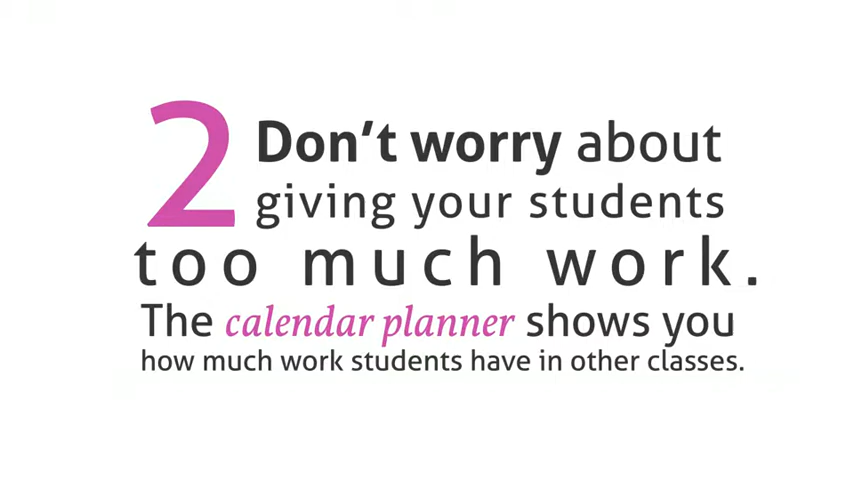 2 Don't worry about
giving your students
too much work.
The calendar planner shows you
how much work students have in other classes.